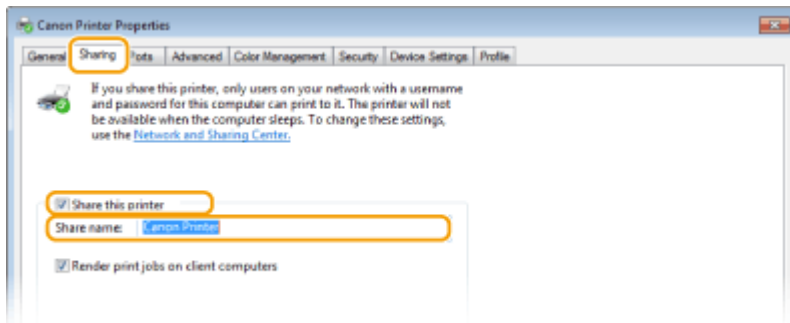 Canon Printer Properties
General Sharing Ports Advanced Color Management Security Device Settings Profile
If you share this printer, only users on your network with a username
and password for this computer can print to it. The printer will not
be available when the computer sleeps. To change these settings,
use the Network and Sharing Center.
Share this printer
Share name: Canon Printer
Render print jobs on client computers